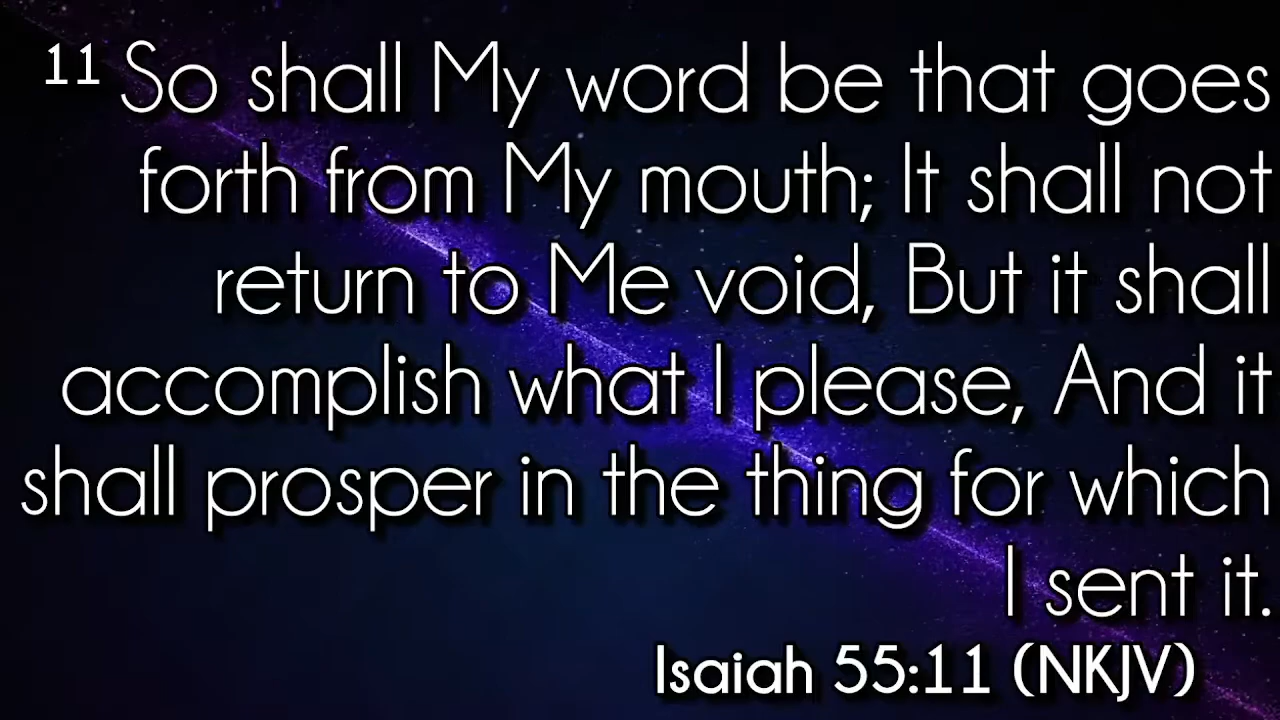 11 So shall My word be that goes
forth from My mouth; It shall not
return to Me void, But it shall
accomplish what I please, And it
shall prosper in the thing for which
I sent it.
Isaiah 55:11 (NKJV)